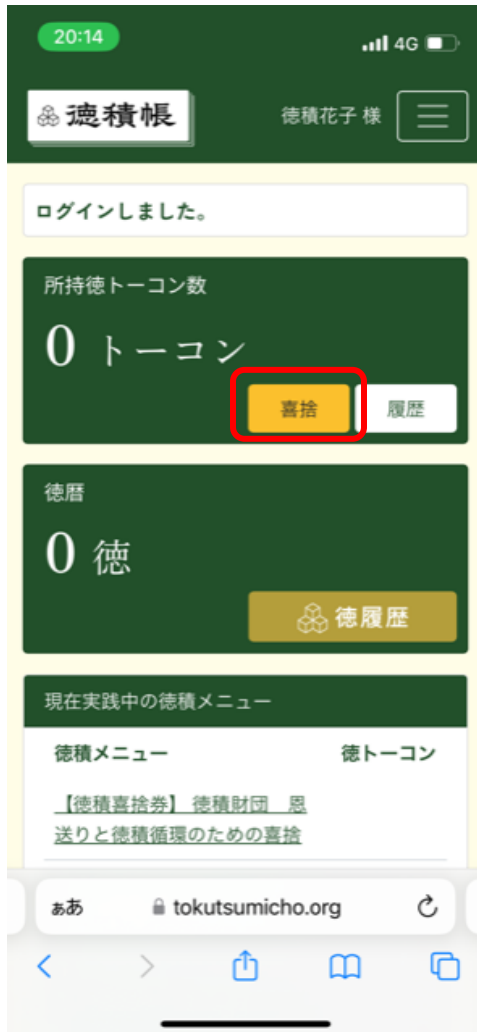 20:14
4G
徳積帳
徳積花子 様
ログインしました。
所持徳トーコン数
0 トーコン
喜捨
履歴
徳暦
0 徳
徳履歴
現在実践中の徳積メニュー
徳積メニュー 徳トーコン
【徳積喜捨券】 徳積財団 恩
送りと徳積循環のための喜捨
ぁあ
tokutsumicho.org